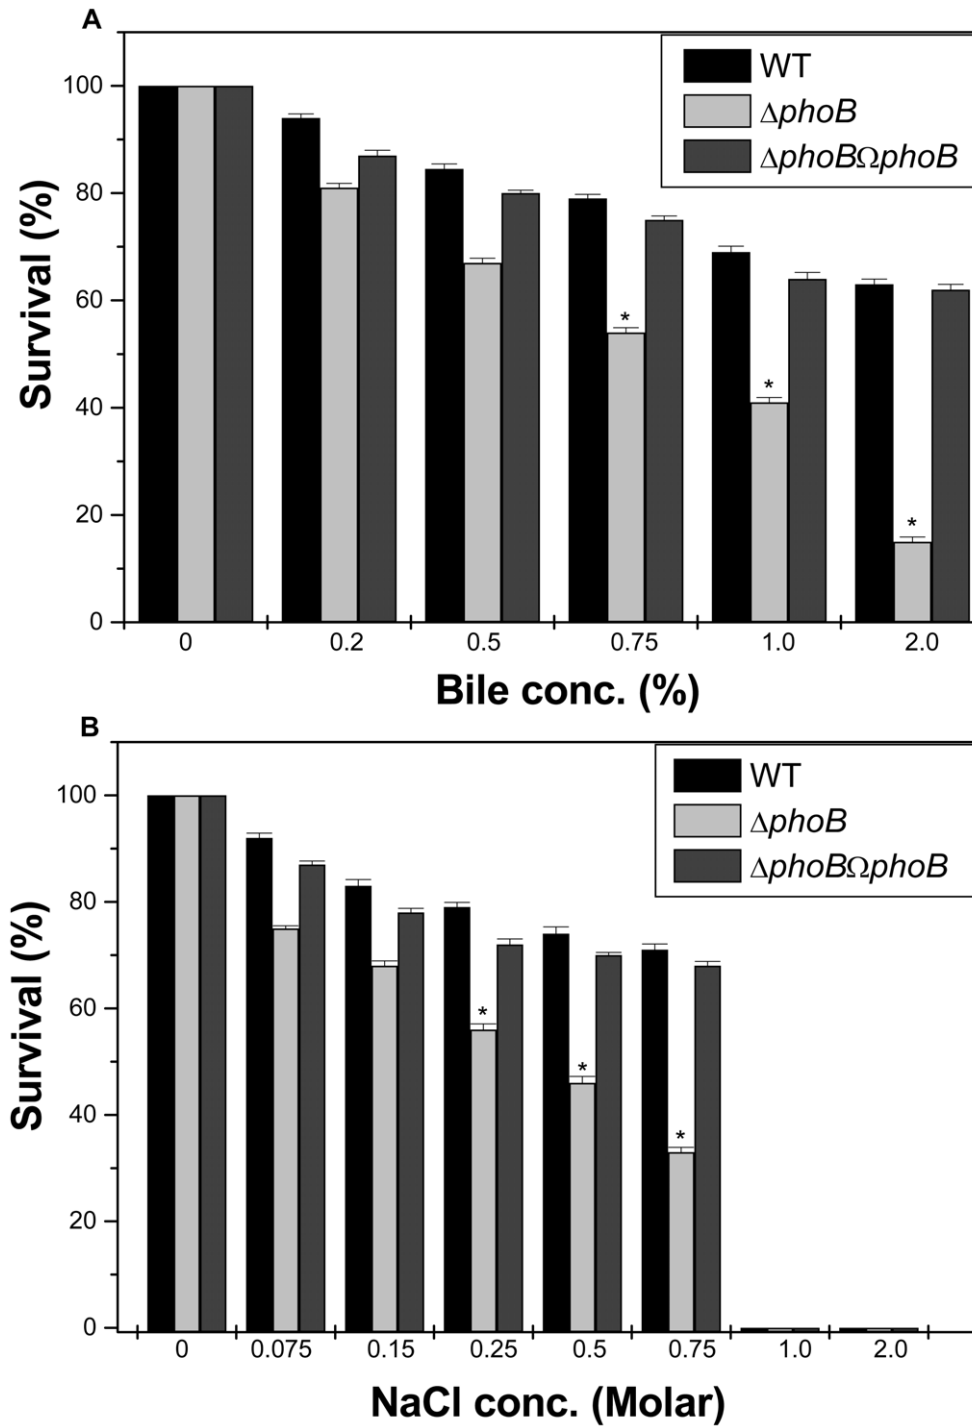 A
WT
ΔphoB
ΔphoBΩphoB
100
80
60
40
20
0
Survival (%)
*
*
*
0 0.2 0.5 0.75 1.0 2.0
Bile conc. (%)
B
WT
ΔphoB
ΔphoBΩphoB
100
80
60
40
20
0
Survival (%)
*
*
*
0 0.075 0.15 0.25 0.5 0.75 1.0 2.0
NaCl conc. (Molar)